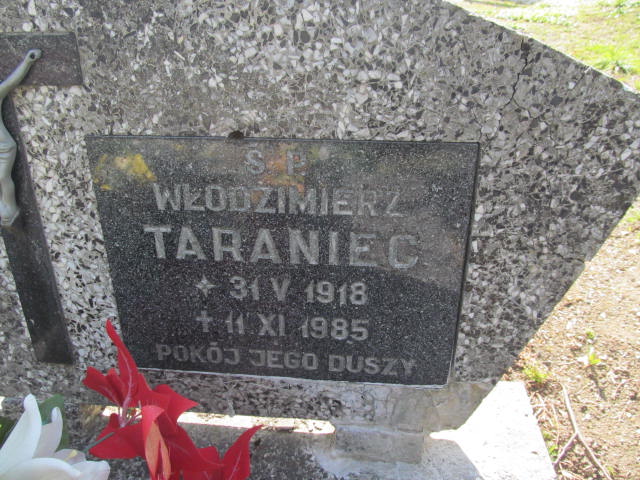 Ś P
WŁODZIMIERZ
TARANIEC
* 31 V 1918
+ 11 XI 1985
POKÓJ JEGO DUSZY